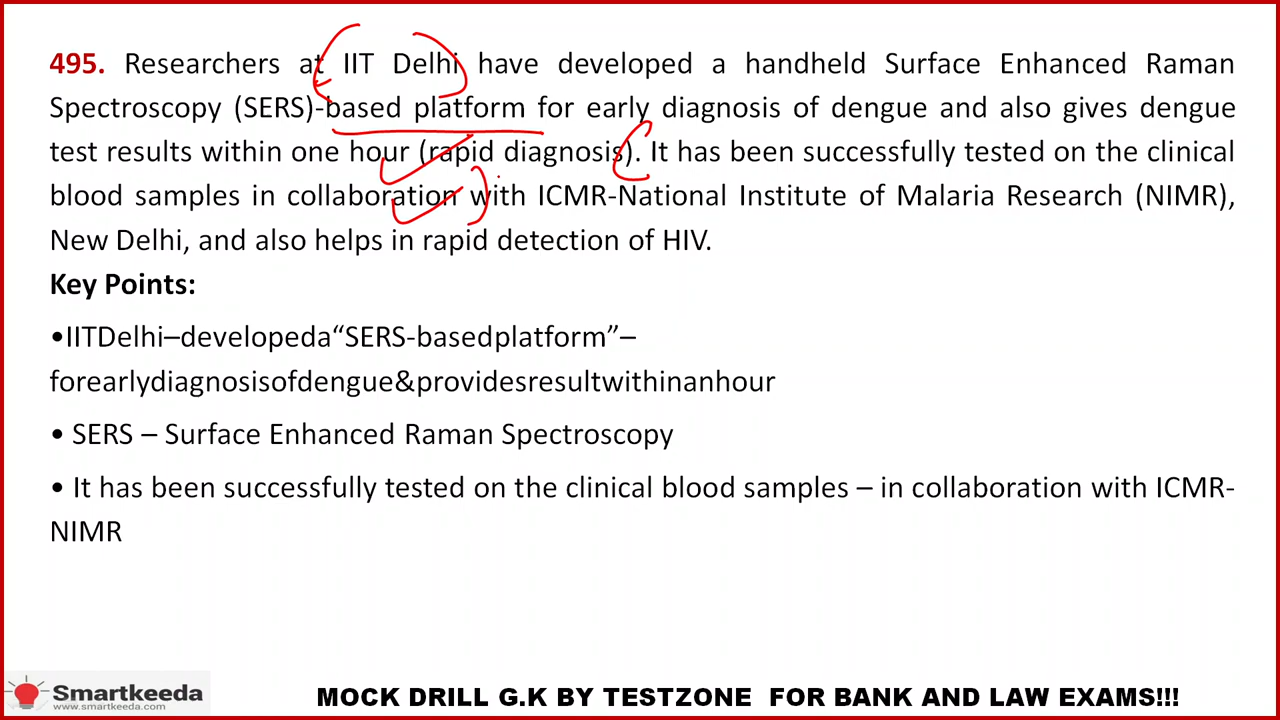 495. Researchers at IIT Delhi have developed a handheld Surface Enhanced Raman
Spectroscopy (SERS)-based platform for early diagnosis of dengue and also gives dengue
test results within one hour (rapid diagnosis). It has been successfully tested on the clinical
blood samples in collaboration with ICMR-National Institute of Malaria Research (NIMR),
New Delhi, and also helps in rapid detection of HIV.
Key Points:
•IITDelhi–developeda“SERS-basedplatform”–
forearlydiagnosisofdengue&providesresultwithinanhour
• SERS – Surface Enhanced Raman Spectroscopy
• It has been successfully tested on the clinical blood samples – in collaboration with ICMR-
NIMR
Smartkeeda
www.smartkeeda.com
MOCK DRILL G.K BY TESTZONE FOR BANK AND LAW EXAMS!!!